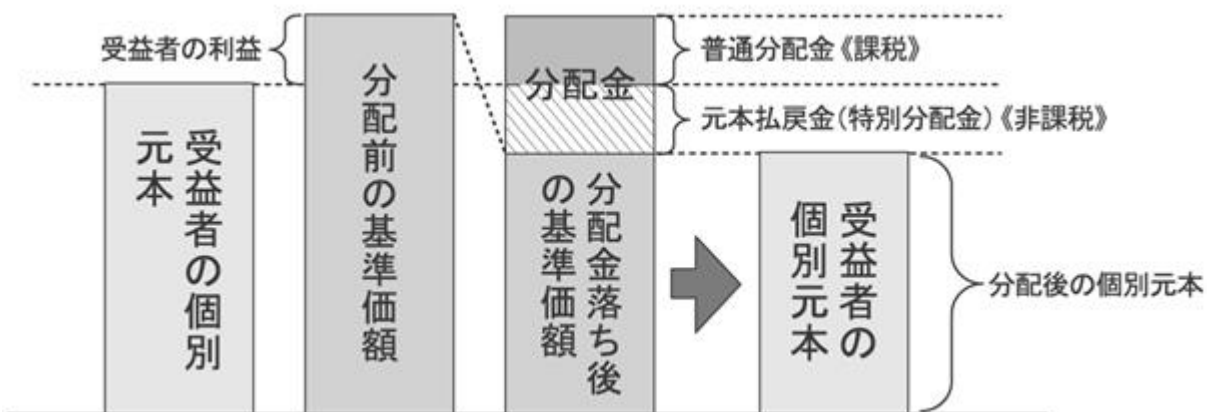 受益者の利益
受益者の個別
元本
分配前の基準価額
分配金
分配金落ち後
の基準価額
普通分配金《課税》
元本払戻金(特別分配金)《非課税》
受益者の
個別元本
分配後の個別元本